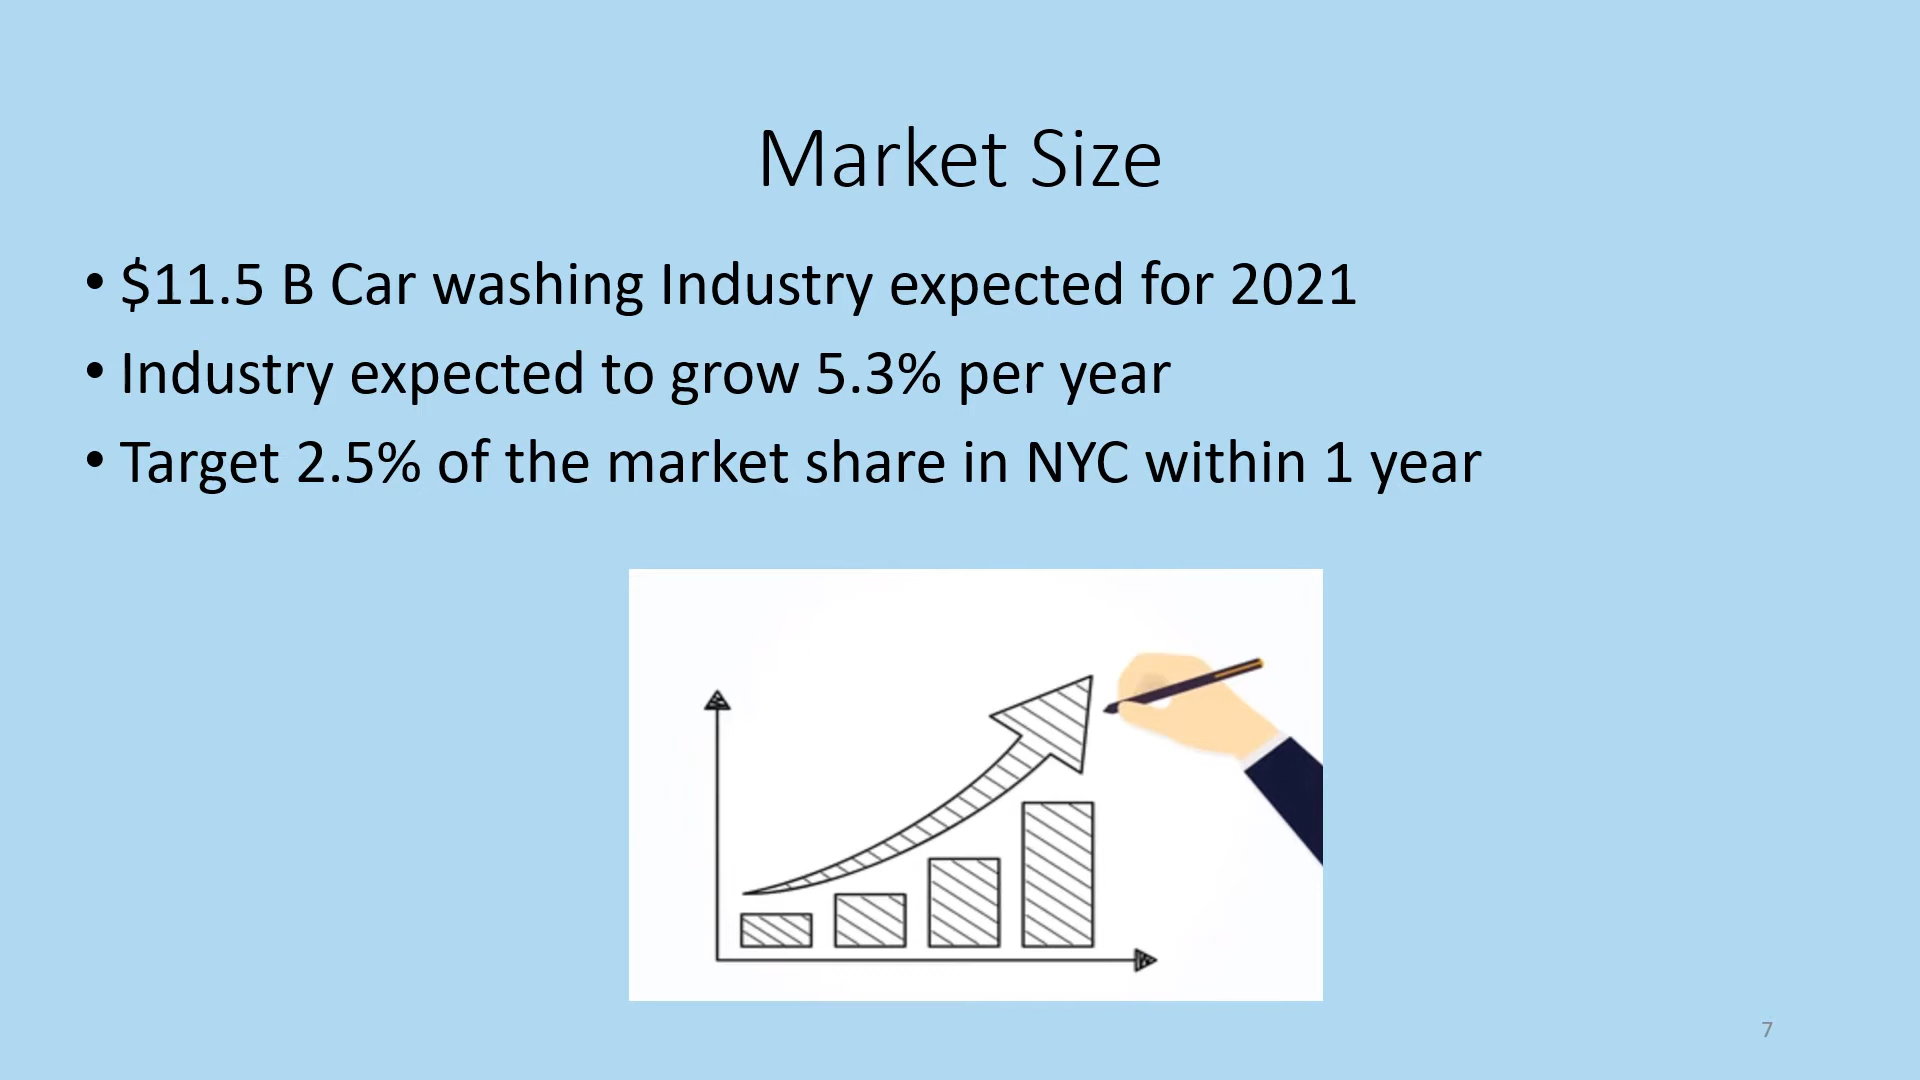 Market Size
• $11.5 B Car washing Industry expected for 2021
• Industry expected to grow 5.3% per year
• Target 2.5% of the market share in NYC within 1 year
7